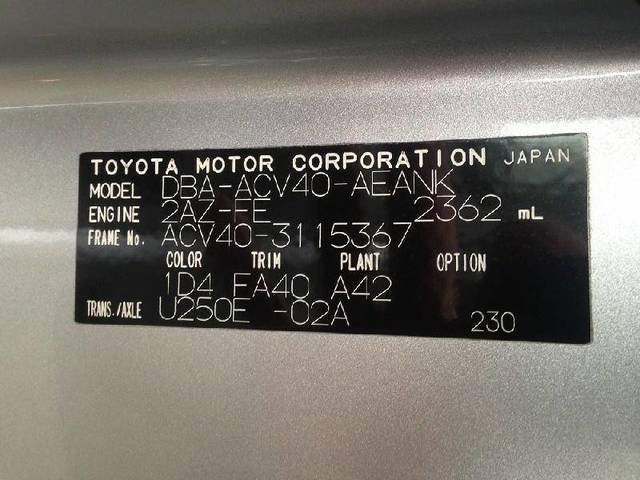 TOYOTA MOTOR CORPORATION JAPAN
MODEL DBA-ACV40-AEANK
ENGINE 2AZ-FE 2362 mL
FRAME No. ACV40-3115367
COLOR TRIM PLANT OPTION
1D4 FA40 A42
TRANS./AXLE U250E -02A 230